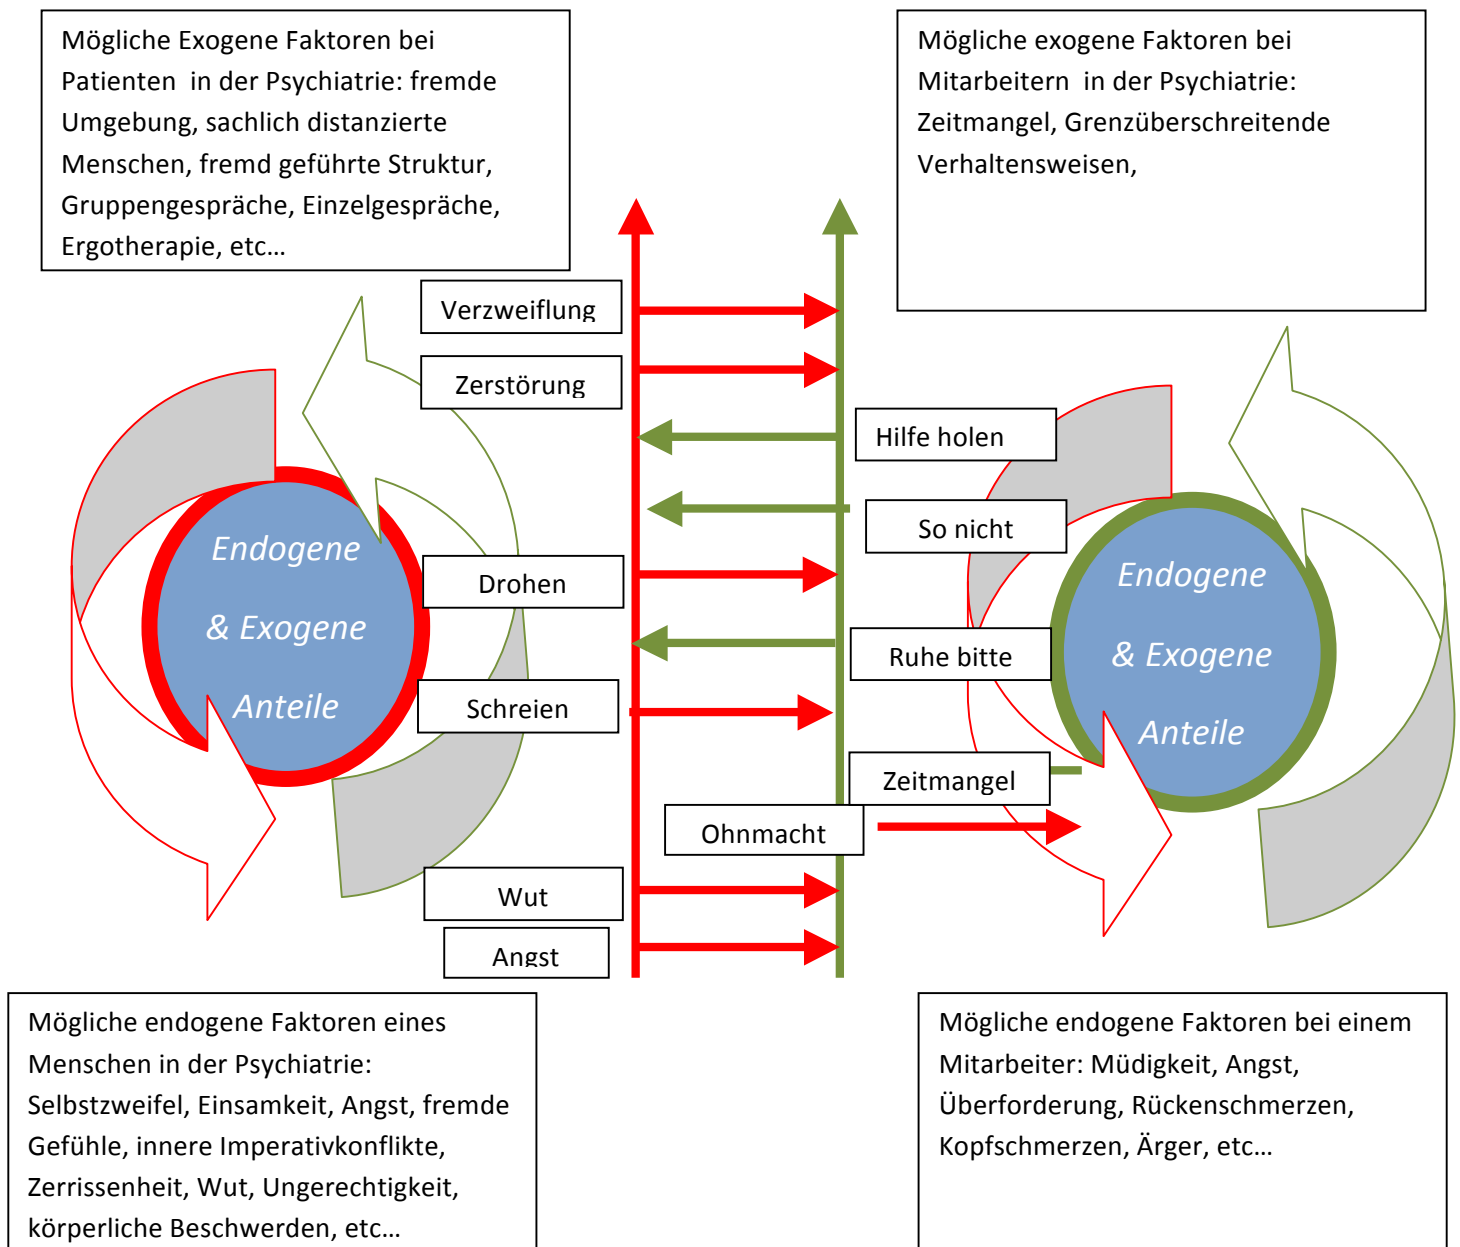 Mögliche Exogene Faktoren bei
Patienten in der Psychiatrie: fremde
Umgebung, sachlich distanzierte
Menschen, fremd geführte Struktur,
Gruppengespräche, Einzelgespräche,
Ergotherapie, etc…
Mögliche exogene Faktoren bei
Mitarbeitern in der Psychiatrie:
Zeitmangel, Grenzüberschreitende
Verhaltensweisen,
Verzweiflung
Zerstörung
Hilfe holen
So nicht
Drohen
Ruhe bitte
Schreien
Zeitmangel
Ohnmacht
Wut
Angst
Endogene
& Exogene
Anteile
Endogene
& Exogene
Anteile
Mögliche endogene Faktoren eines
Menschen in der Psychiatrie:
Selbstzweifel, Einsamkeit, Angst, fremde
Gefühle, innere Imperativkonflikte,
Zerrissenheit, Wut, Ungerechtigkeit,
körperliche Beschwerden, etc…
Mögliche endogene Faktoren bei einem
Mitarbeiter: Müdigkeit, Angst,
Überforderung, Rückenschmerzen,
Kopfschmerzen, Ärger, etc…